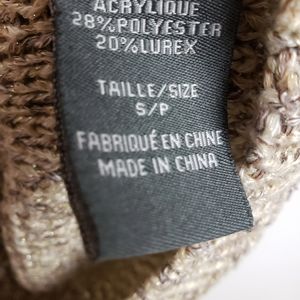 ACRYLIQUE
28%POLYESTER
20%LUREX
TAILLE/SIZE
S/P
FABRIQUÉ EN CHINE
MADE IN CHINA